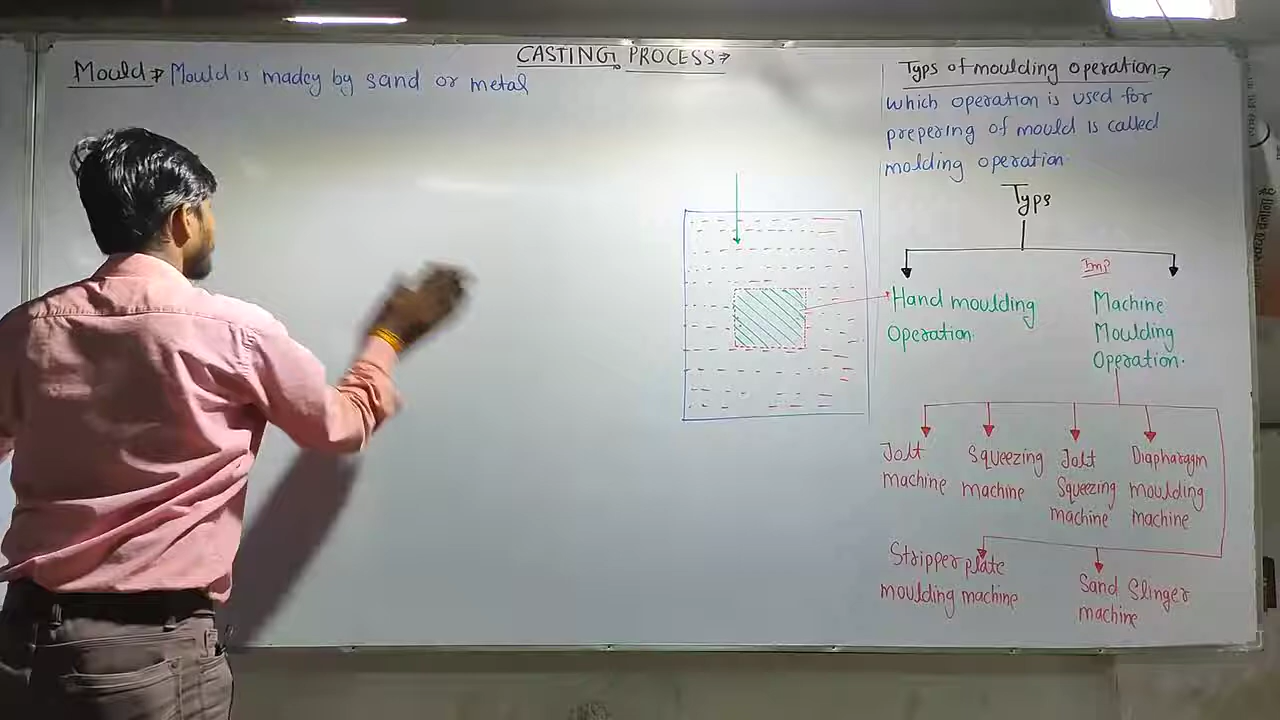 CASTING PROCESS→
Mould→ Mould is madey by sand or metal
Typs of moulding operation→
which operation is used for
prepering of mould is called
molding operation.
Typs
Imp
Hand moulding
Operation.
Machine
Moulding
Operation.
Jolt
machine
Squeezing
machine
Jolt
Squeezing
machine
Diapharagm
moulding
machine
Stripper plate
moulding machine
Sand Slinger
machine